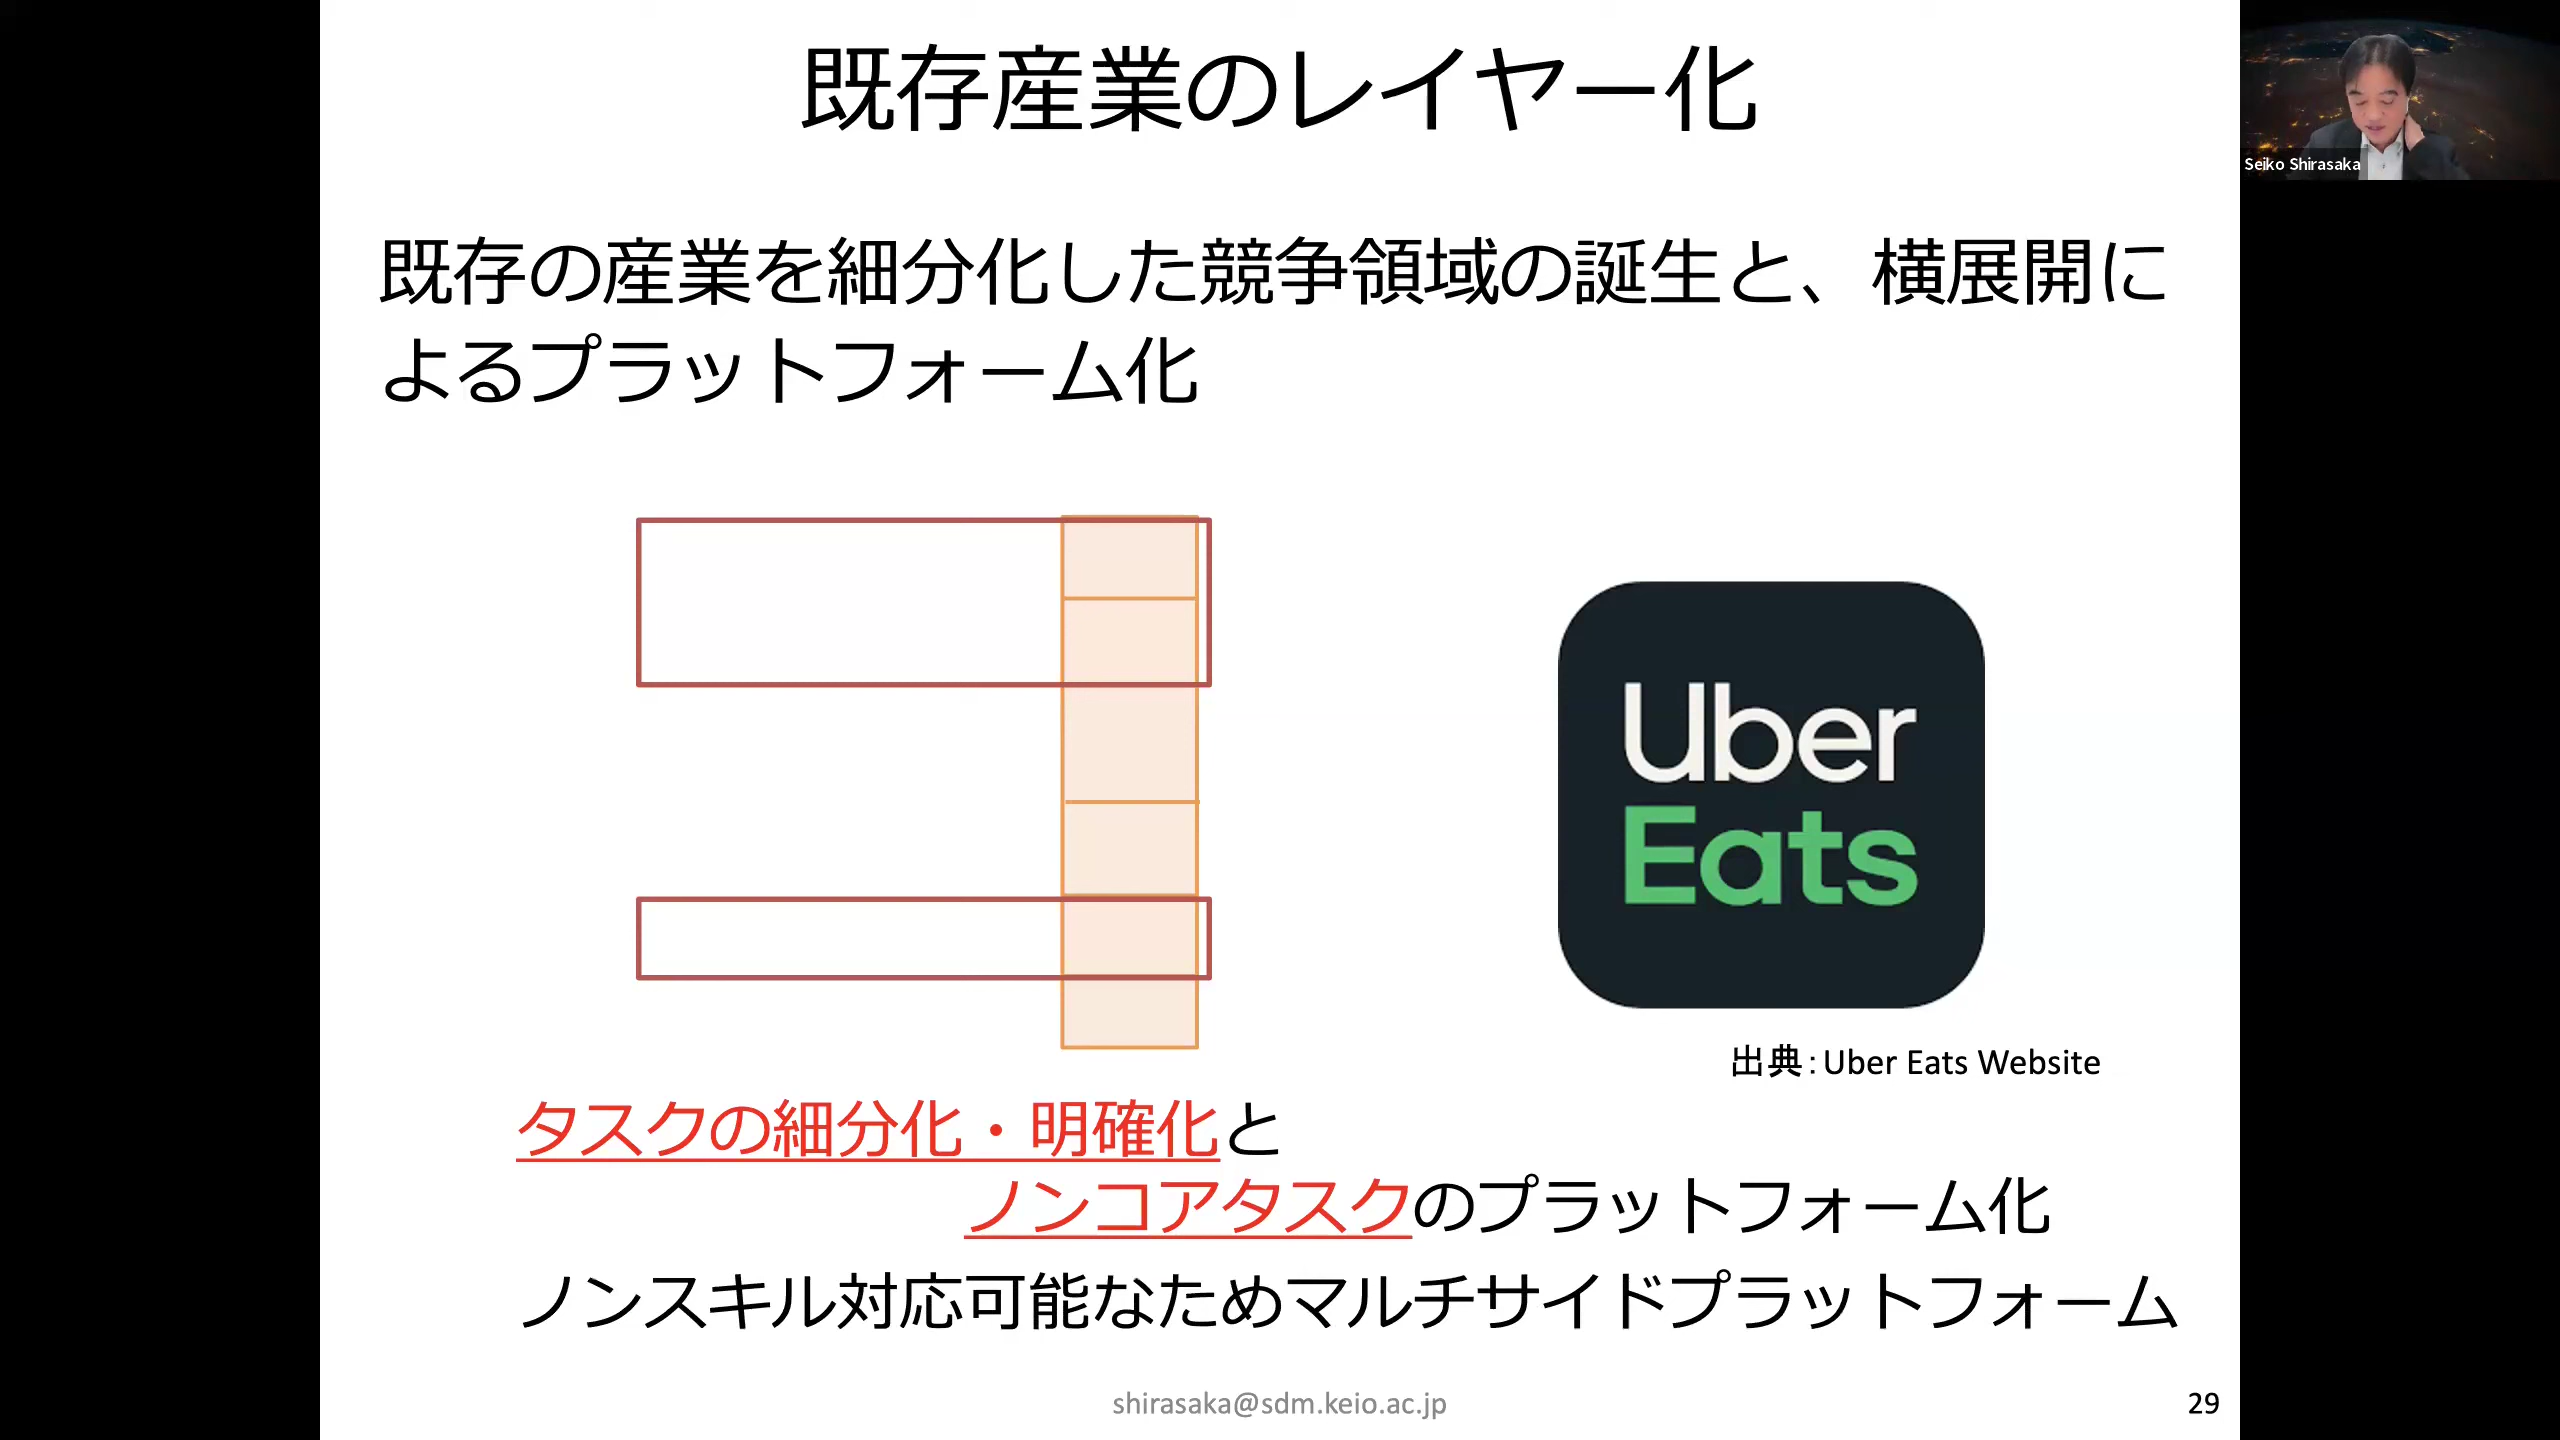 既存産業のレイヤー化
Seiko Shirasaka
既存の産業を細分化した競争領域の誕生と、横展開に
よるプラットフォーム化
Uber
Eats
出典：Uber Eats Website
タスクの細分化・明確化と
ノンコアタスクのプラットフォーム化
ノンスキル対応可能なためマルチサイドプラットフォーム
shirasaka@sdm.keio.ac.jp
29